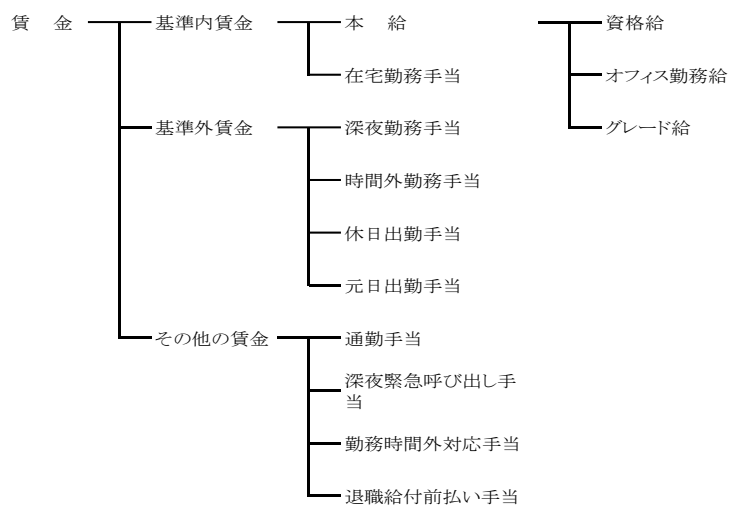 賃　金
基準内賃金
本　給
資格給
在宅勤務手当
オフィス勤務給
基準外賃金
深夜勤務手当
グレード給
時間外勤務手当
休日出勤手当
元日出勤手当
その他の賃金
通勤手当
深夜緊急呼び出し手
当
勤務時間外対応手当
退職給付前払い手当